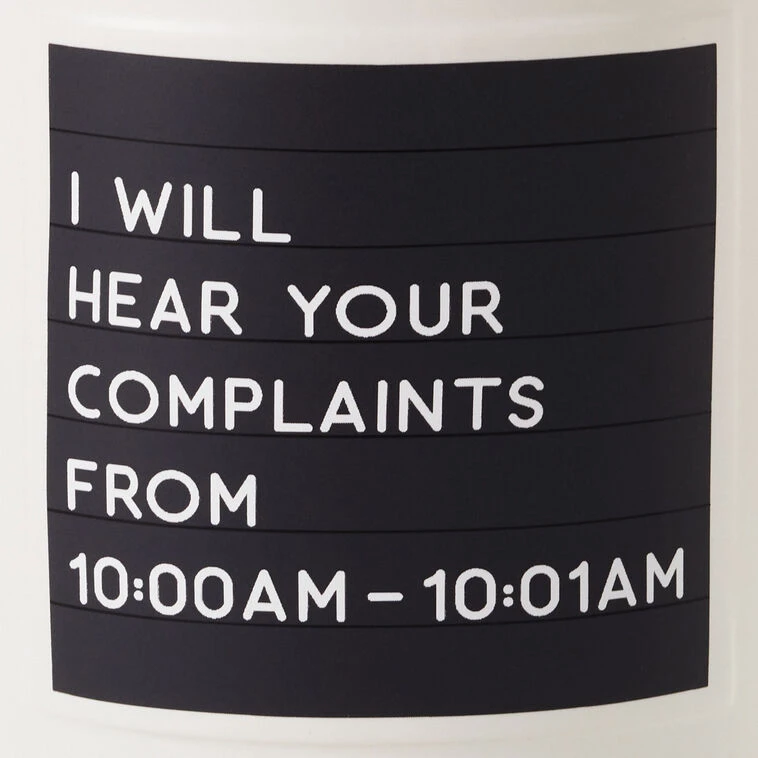 I WILL
HEAR YOUR
COMPLAINTS
FROM
10:00AM – 10:01AM